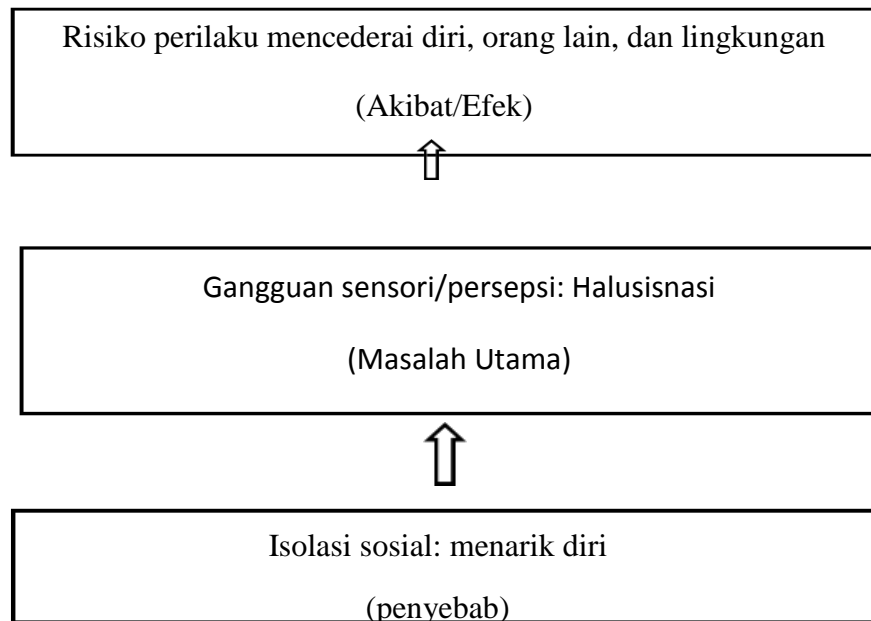 Risiko perilaku mencederai diri, orang lain, dan lingkungan
(Akibat/Efek)
Gangguan sensori/persepsi: Halusisnasi
(Masalah Utama)
Isolasi sosial: menarik diri
(penyebab)